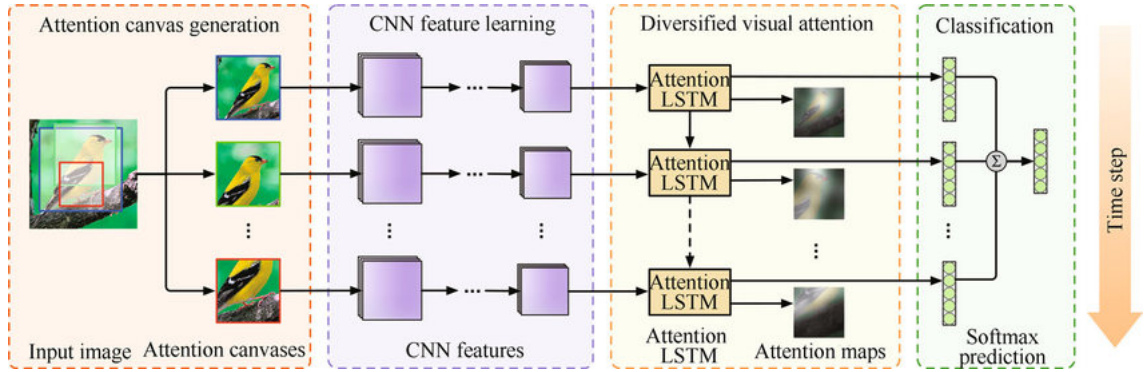 Attention canvas generation
CNN feature learning
Diversified visual attention
Classification
Attention
LSTM
Attention
LSTM
Attention
LSTM
Σ
Time step
Input image
Attention canvases
CNN features
Attention
LSTM
Attention maps
Softmax
prediction